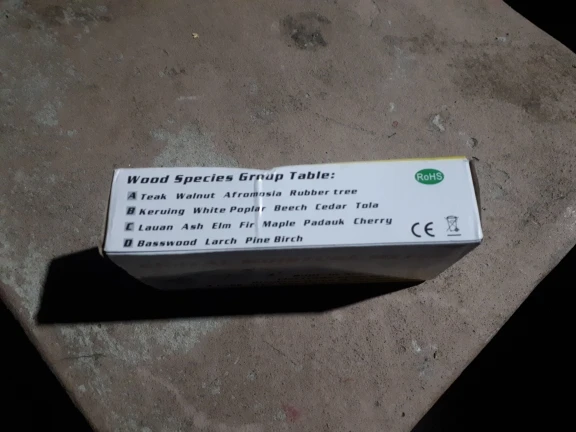 Wood Species Group Table:
RoHS
A Teak Walnut Afromosia Rubber tree
B Keruing White Poplar Beech Cedar Tola
C Lauan Ash Elm Fir Maple Padauk Cherry
CE
D Basswood Larch Pine Birch